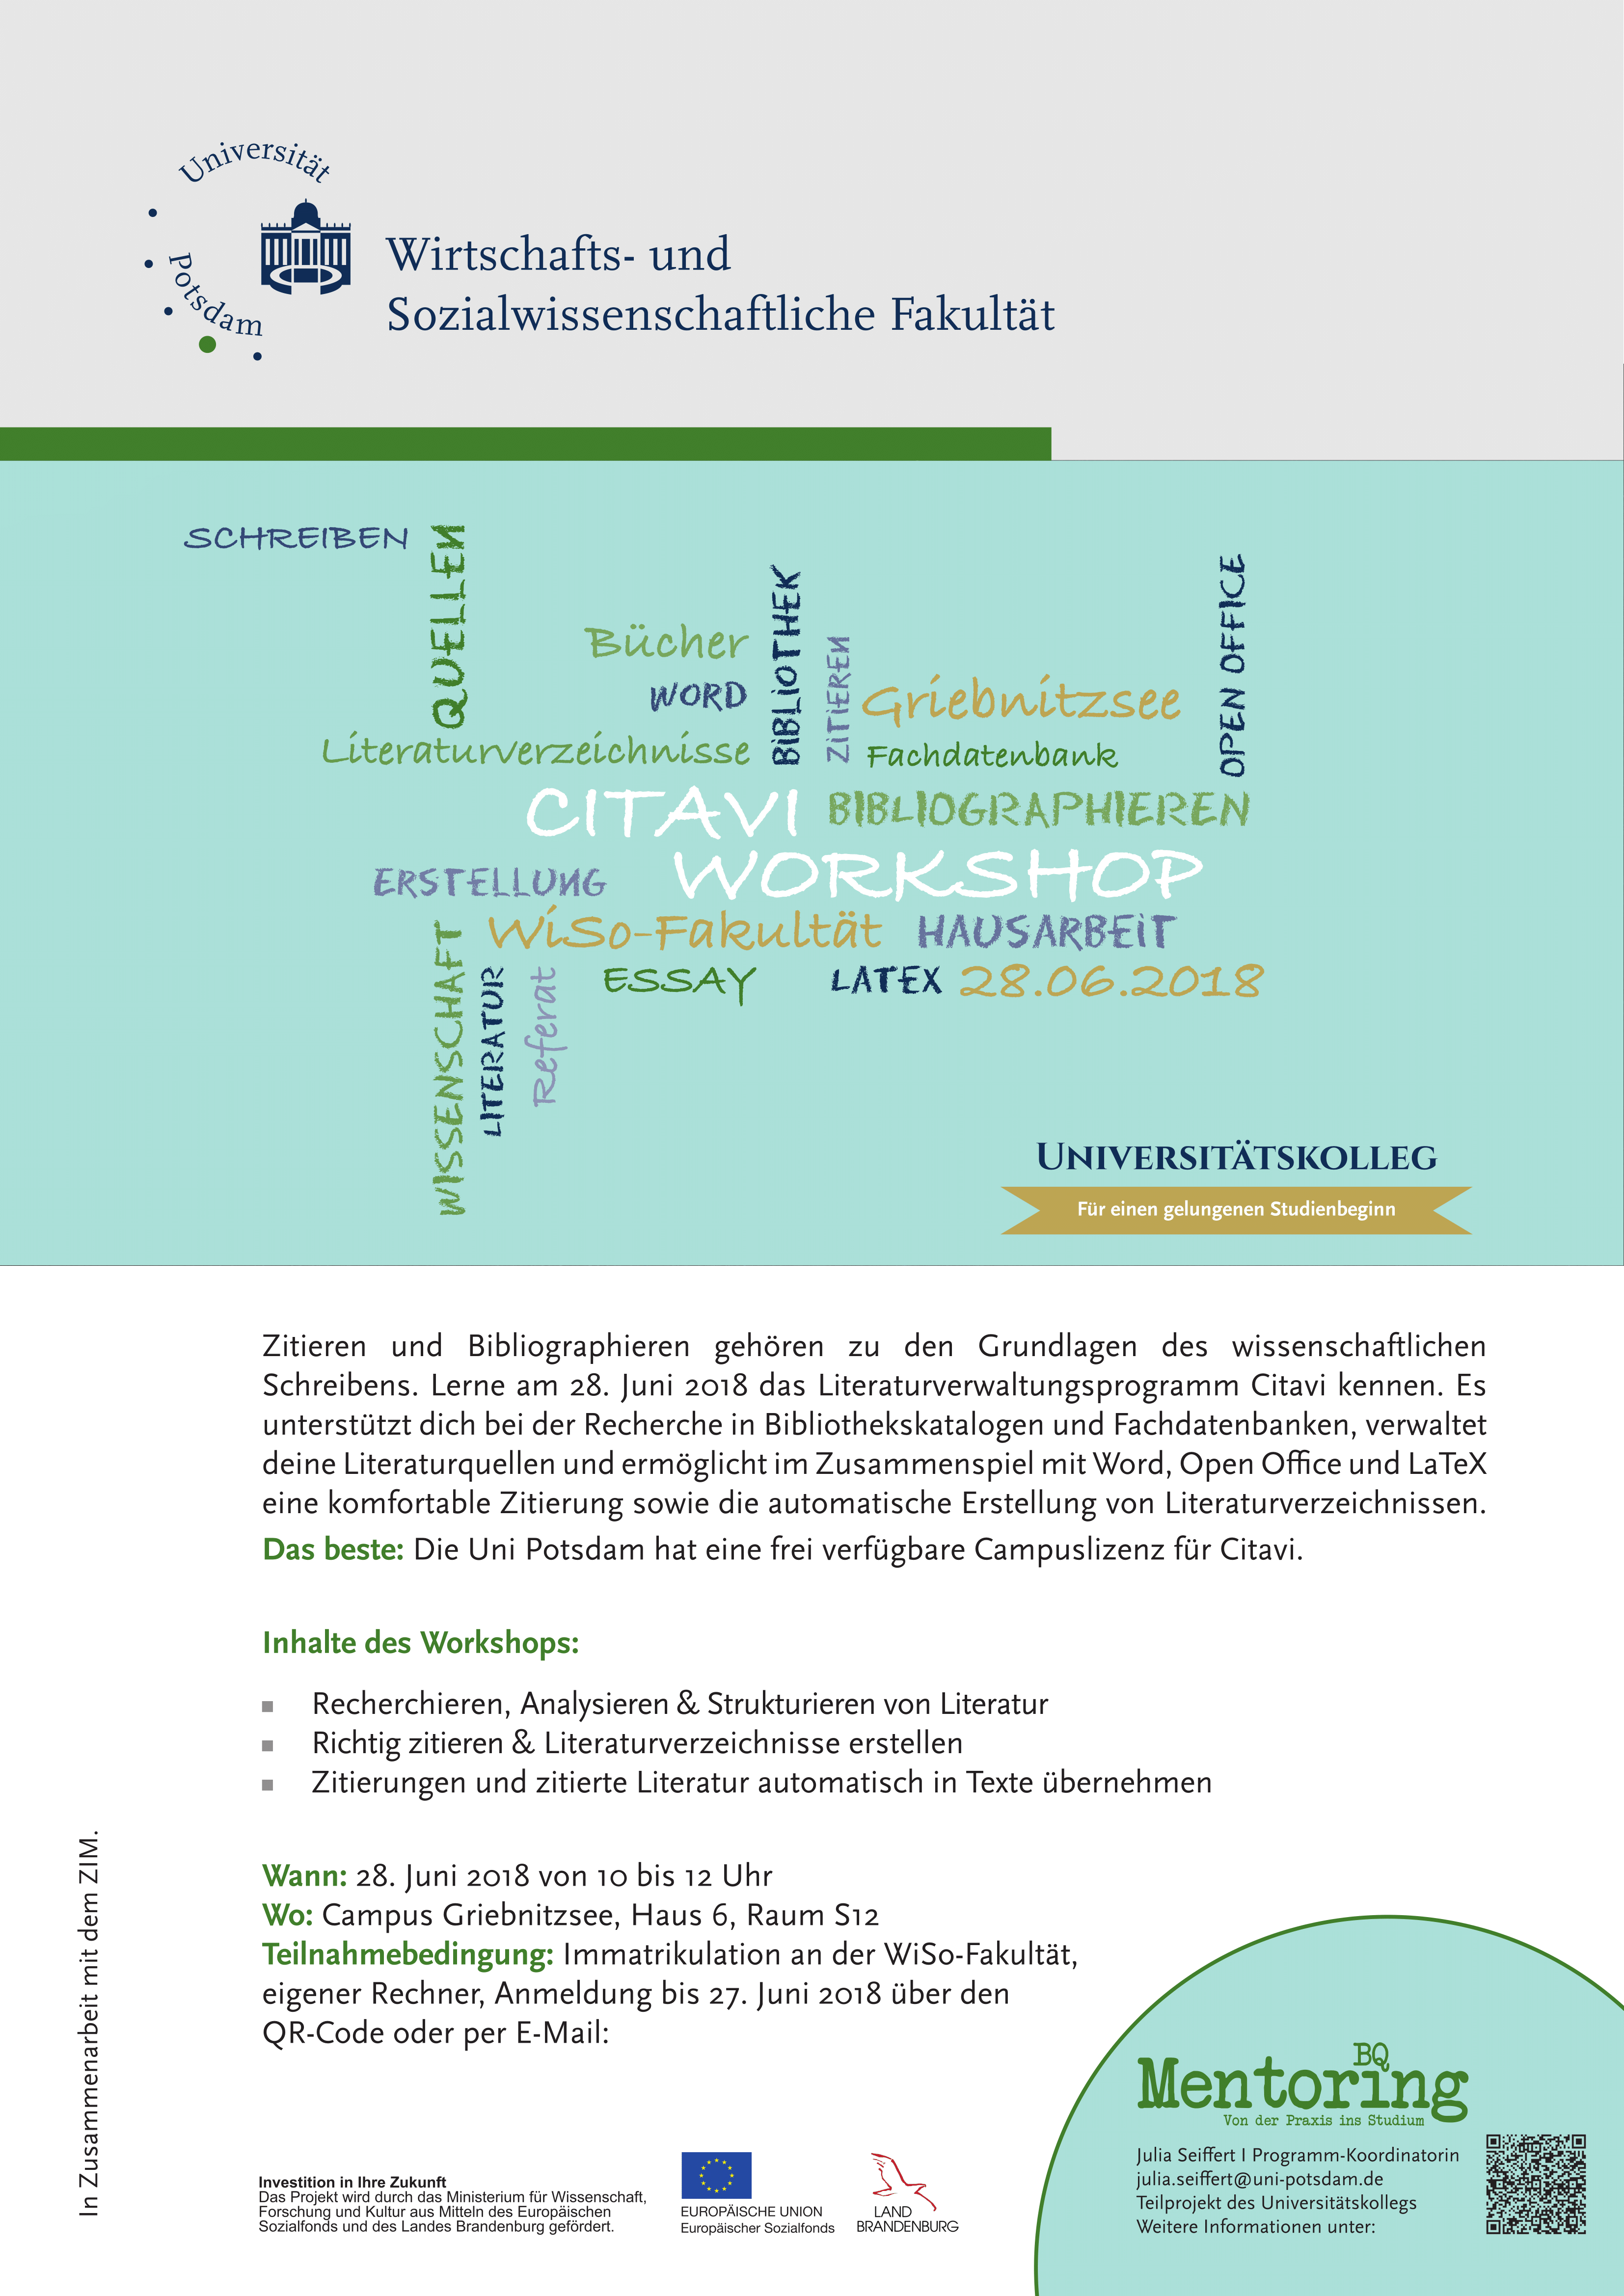 Universität
Potsdam
Wirtschafts- und
Sozialwissenschaftliche Fakultät
SCHREIBEN
QUELLEN
Bücher
WORD
BIBLIOTHEK
ZITIEREN
Griebnitzsee
OPEN OFFICE
Literaturverzeichnisse
Fachdatenbank
CITAVI
BIBLIOGRAPHIEREN
WORKSHOP
ERSTELLUNG
WiSo-Fakultät
HAUSARBEIT
WISSENSCHAFT
LITERATUR
Referat
ESSAY
LATEX
28.06.2018
UNIVERSITÄTSKOLLEG
Für einen gelungenen Studienbeginn
Zitieren und Bibliographieren gehören zu den Grundlagen des wissenschaftlichen
Schreibens. Lerne am 28. Juni 2018 das Literaturverwaltungsprogramm Citavi kennen. Es
unterstützt dich bei der Recherche in Bibliothekskatalogen und Fachdatenbanken, verwaltet
deine Literaturquellen und ermöglicht im Zusammenspiel mit Word, Open Office und LaTeX
eine komfortable Zitierung sowie die automatische Erstellung von Literaturverzeichnissen.
Das beste: Die Uni Potsdam hat eine frei verfügbare Campuslizenz für Citavi.
Inhalte des Workshops:
Recherchieren, Analysieren & Strukturieren von Literatur
Richtig zitieren & Literaturverzeichnisse erstellen
Zitierungen und zitierte Literatur automatisch in Texte übernehmen
Wann: 28. Juni 2018 von 10 bis 12 Uhr
Wo: Campus Griebnitzsee, Haus 6, Raum S12
Teilnahmebedingung: Immatrikulation an der WiSo-Fakultät,
eigener Rechner, Anmeldung bis 27. Juni 2018 über den
QR-Code oder per E-Mail:
In Zusammenarbeit mit dem ZIM.
Investition in Ihre Zukunft
Das Projekt wird durch das Ministerium für Wissenschaft,
Forschung und Kultur aus Mitteln des Europäischen
Sozialfonds und des Landes Brandenburg gefördert.
EUROPÄISCHE UNION
Europäischer Sozialfonds
LAND
BRANDENBURG
BQ
Mentoring
Von der Praxis ins Studium
Julia Seiffert I Programm-Koordinatorin
julia.seiffert@uni-potsdam.de
Teilprojekt des Universitätskollegs
Weitere Informationen unter: